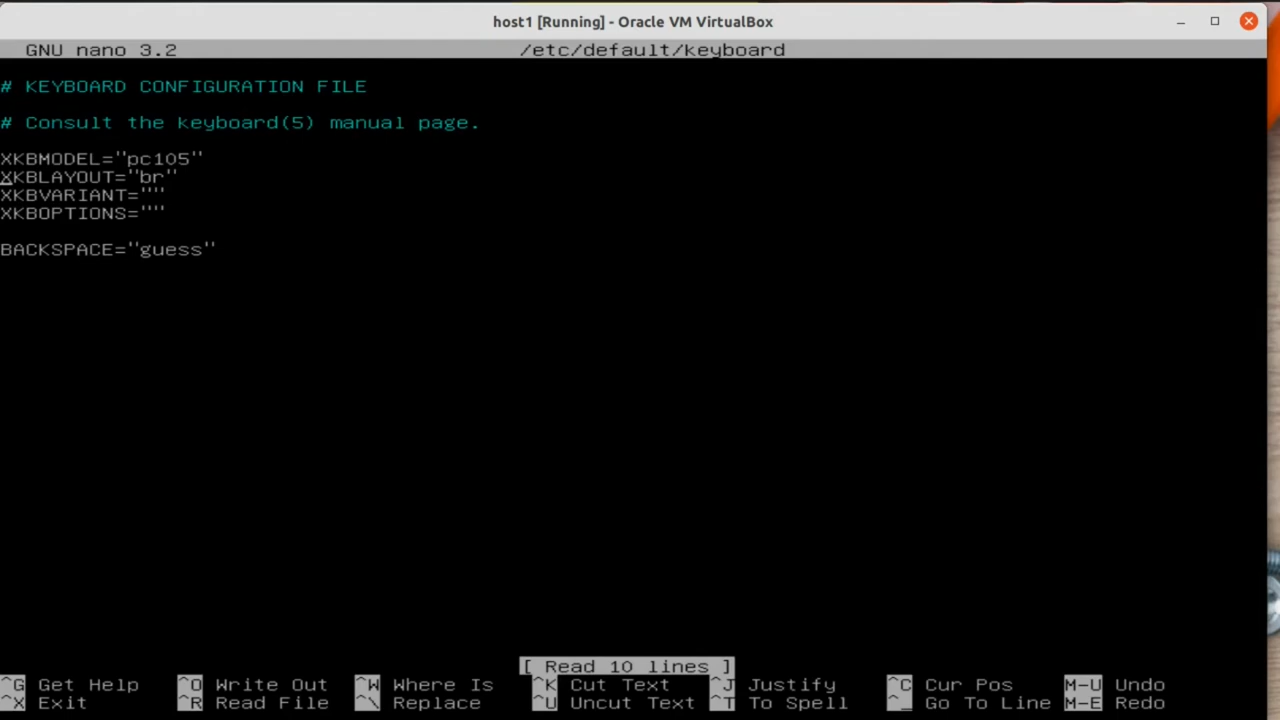 host1 [Running] - Oracle VM VirtualBox
GNU nano 3.2 /etc/default/keyboard
# KEYBOARD CONFIGURATION FILE
# Consult the keyboard(5) manual page.
XKBMODEL="pc105"
XKBLAYOUT="br"
XKBVARIANT=""
XKBOPTIONS=""
BACKSPACE="guess"
[ Read 10 lines ]
^G Get Help ^O Write Out ^W Where Is ^K Cut Text ^J Justify ^C Cur Pos M-U Undo
^X Exit ^R Read File ^\ Replace ^U Uncut Text ^T To Spell ^_ Go To Line M-E Redo